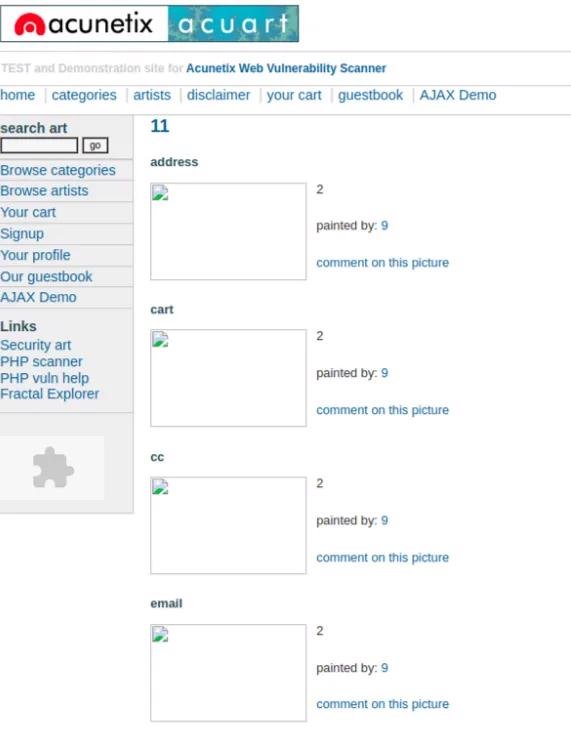 acunetix acuart
TEST and Demonstration site for Acunetix Web Vulnerability Scanner
home | categories | artists | disclaimer | your cart | guestbook | AJAX Demo
search art
go
Browse categories
Browse artists
Your cart
Signup
Your profile
Our guestbook
AJAX Demo
Links
Security art
PHP scanner
PHP vuln help
Fractal Explorer
11
address
2
painted by: 9
comment on this picture
cart
2
painted by: 9
comment on this picture
cc
2
painted by: 9
comment on this picture
email
2
painted by: 9
comment on this picture